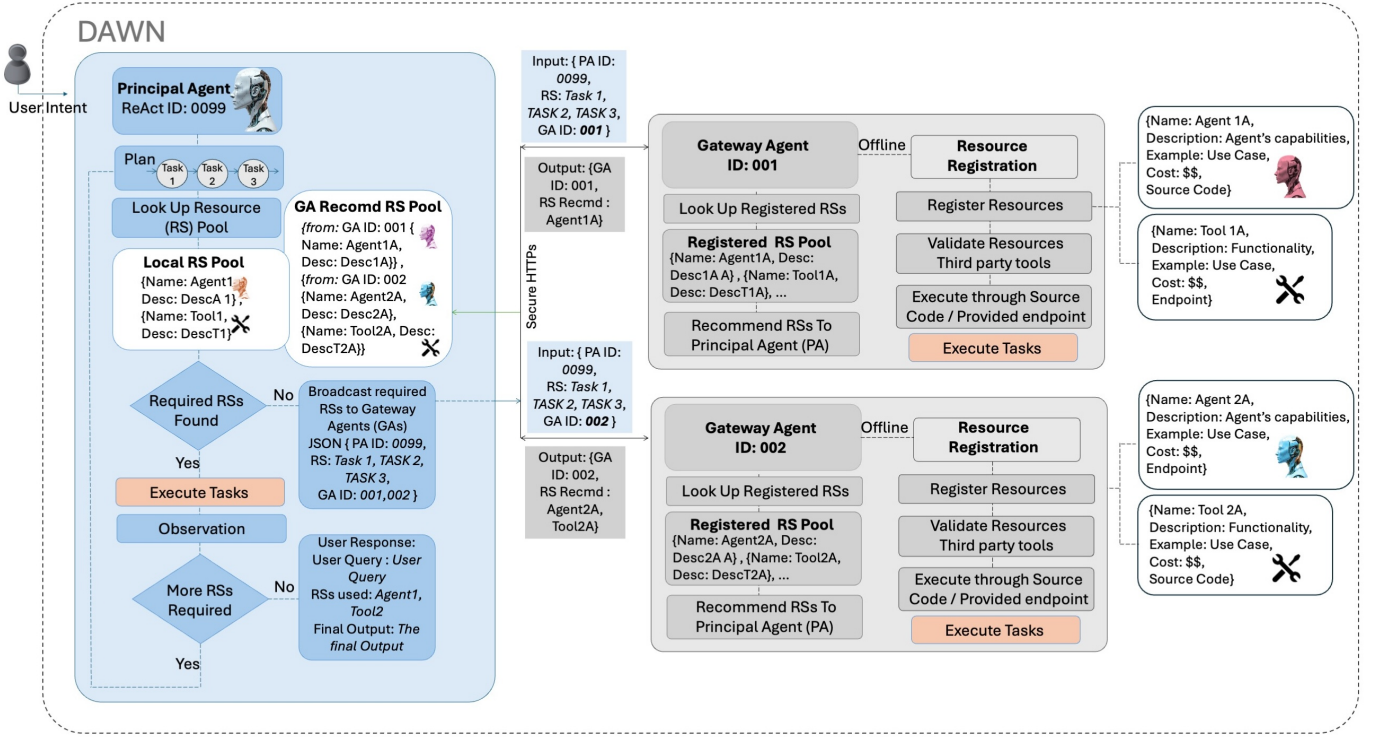 DAWN
User Intent
Principal Agent
ReAct ID: 0099
Plan
Task
1
Task
2
Task
3
Look Up Resource
(RS) Pool
GA Recomd RS Pool
{from: GA ID: 001 {
Name: Agent1A,
Desc: Desc1A}} ,
{from: GA ID: 002
{Name: Agent2A,
Desc: Desc2A},
{Name: Tool2A, Desc:
DescT2A}}
Local RS Pool
{Name: Agent1
Desc: DescA 1} ,
{Name: Tool1,
Desc: DescT1}
Required RSs
Found
No
Broadcast required
RSs to Gateway
Agents (GAs)
JSON { PA ID: 0099,
RS: Task 1, TASK 2,
TASK 3,
GA ID: 001,002 }
Yes
Execute Tasks
Observation
More RSs
Required
No
User Response:
User Query : User
Query
RSs used: Agent1,
Tool2
Final Output: The
final Output
Yes
Input: { PA ID:
0099,
RS: Task 1,
TASK 2, TASK 3,
GA ID: 001 }
Output: {GA
ID: 001,
RS Recmd :
Agent1A}
Secure HTTPs
Input: { PA ID:
0099,
RS: Task 1,
TASK 2, TASK 3,
GA ID: 002 }
Output: {GA
ID: 002,
RS Recmd :
Agent2A,
Tool2A}
Gateway Agent
ID: 001
Offline
Resource
Registration
Look Up Registered RSs
Registered RS Pool
{Name: Agent1A, Desc:
Desc1A A} , {Name: Tool1A,
Desc: DescT1A}, ...
Recommend RSs To
Principal Agent (PA)
Register Resources
Validate Resources
Third party tools
Execute through Source
Code / Provided endpoint
Execute Tasks
{Name: Agent 1A,
Description: Agent's capabilities,
Example: Use Case,
Cost: $$,
Source Code}
{Name: Tool 1A,
Description: Functionality,
Example: Use Case,
Cost: $$,
Endpoint}
Gateway Agent
ID: 002
Offline
Resource
Registration
Look Up Registered RSs
Registered RS Pool
{Name: Agent2A, Desc:
Desc2A A} , {Name: Tool2A,
Desc: DescT2A}, ...
Recommend RSs To
Principal Agent (PA)
Register Resources
Validate Resources
Third party tools
Execute through Source
Code / Provided endpoint
Execute Tasks
{Name: Agent 2A,
Description: Agent's capabilities,
Example: Use Case,
Cost: $$,
Endpoint}
{Name: Tool 2A,
Description: Functionality,
Example: Use Case,
Cost: $$,
Source Code}